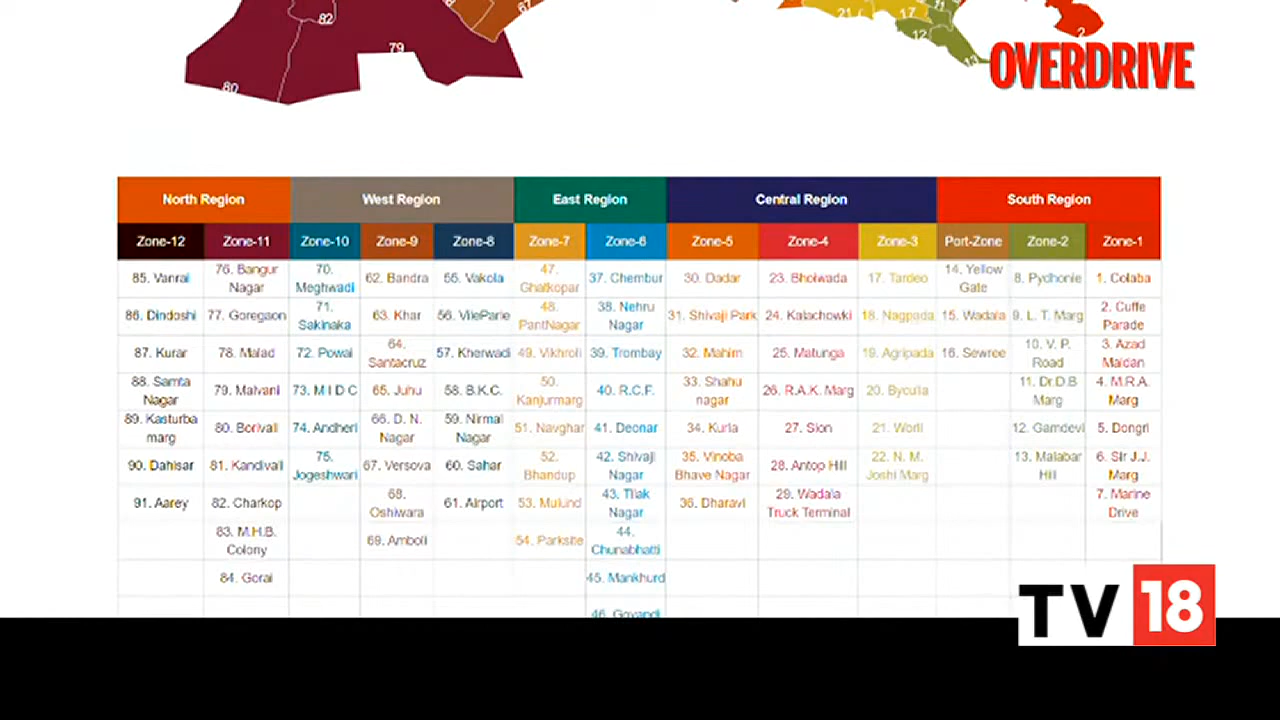 82
67
79
80
21
17
11
12
13
2
OVERDRIVE
North Region West Region East Region Central Region South Region
Zone-12 Zone-11 Zone-10 Zone-9 Zone-8 Zone-7 Zone-6 Zone-5 Zone-4 Zone-3 Port-Zone Zone-2 Zone-1
85. Vanrai 76. Bangur Nagar 70. Meghwadi 62. Bandra 55. Vakola 47. Ghatkopar 37. Chembur 30. Dadar 23. Bhoiwada 17. Tardeo 14. Yellow Gate 8. Pydhonie 1. Colaba
86. Dindoshi 77. Goregaon 71. Sakinaka 63. Khar 56. VileParle 48. PantNagar 38. Nehru Nagar 31. Shivaji Park 24. Kalachowki 18. Nagpada 15. Wadala 9. L. T. Marg 2. Cuffe Parade
87. Kurar 78. Malad 72. Powai 64. Santacruz 57. Kherwadi 49. Vikhroli 39. Trombay 32. Mahim 25. Matunga 19. Agripada 16. Sewree 10. V. P. Road 3. Azad Maidan
88. Samta Nagar 79. Malvani 73. M I D C 65. Juhu 58. B.K.C. 50. Kanjurmarg 40. R.C.F. 33. Shahu nagar 26. R.A.K. Marg 20. Byculla 11. Dr.D.B Marg 4. M.R.A. Marg
89. Kasturba marg 80. Borivali 74. Andheri 66. D. N. Nagar 59. Nirmal Nagar 51. Navghar 41. Deonar 34. Kurla 27. Sion 21. Worli 12. Gamdevi 5. Dongri
90. Dahisar 81. Kandivali 75. Jogeshwari 67. Versova 60. Sahar 52. Bhandup 42. Shivaji Nagar 35. Vinoba Bhave Nagar 28. Antop Hill 22. N. M. Joshi Marg 13. Malabar Hill 6. Sir J.J. Marg
91. Aarey 82. Charkop 68. Oshiwara 61. Airport 53. Mulund 43. Tilak Nagar 36. Dharavi 29. Wadala Truck Terminal 7. Marine Drive
83. M.H.B. Colony 69. Amboli 54. Parksite 44. Chunabhatti
84. Gorai 45. Mankhurd
46. Govandi
TV18